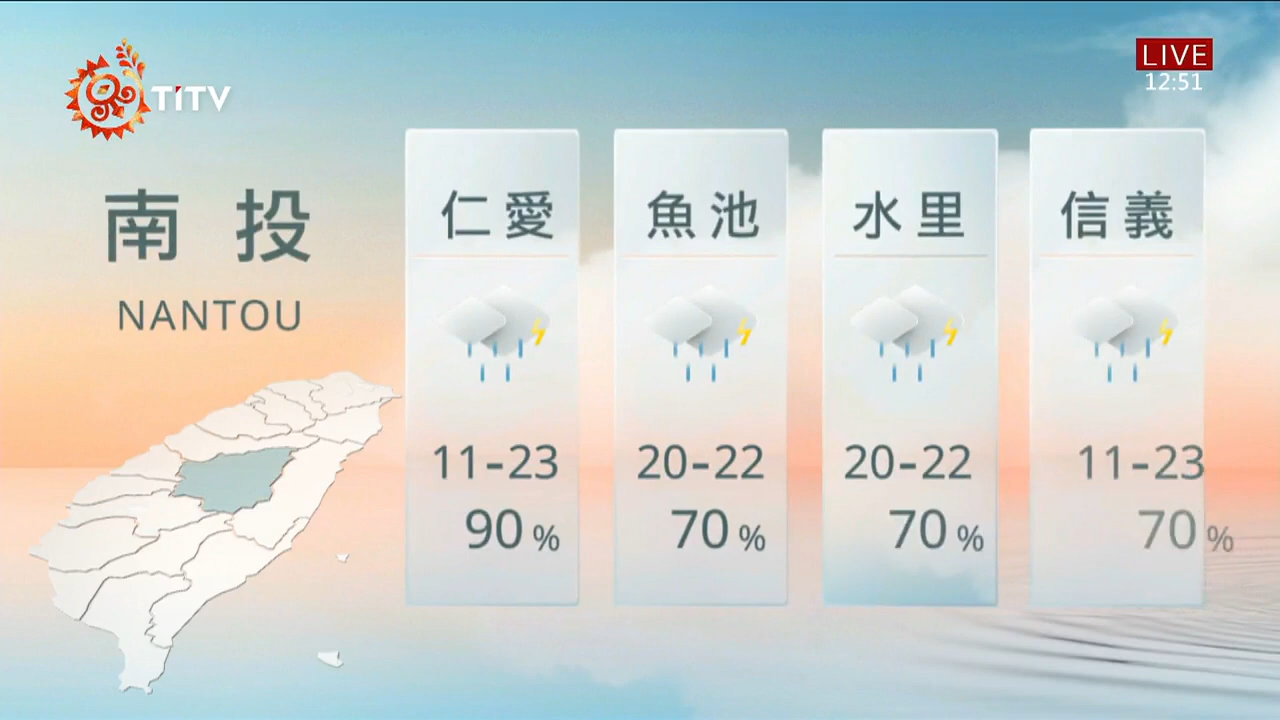 TiTV
LIVE
12:51
南投
NANTOU
仁愛
11-23
90%
魚池
20-22
70%
水里
20-22
70%
信義
11-23
70%